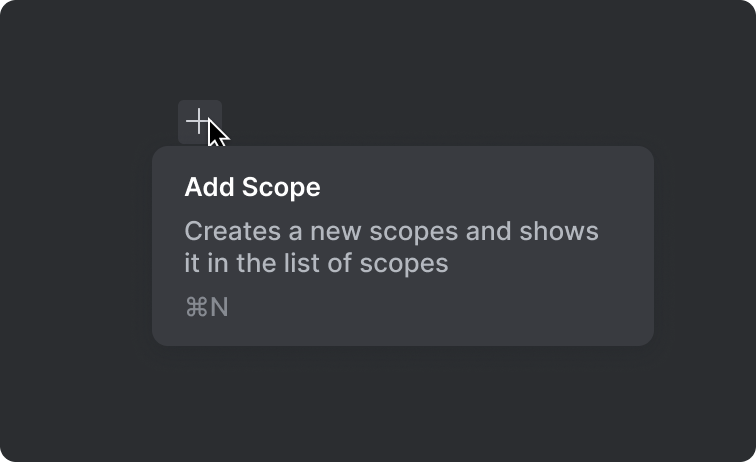 Add Scope
Creates a new scopes and shows
it in the list of scopes
⌘N